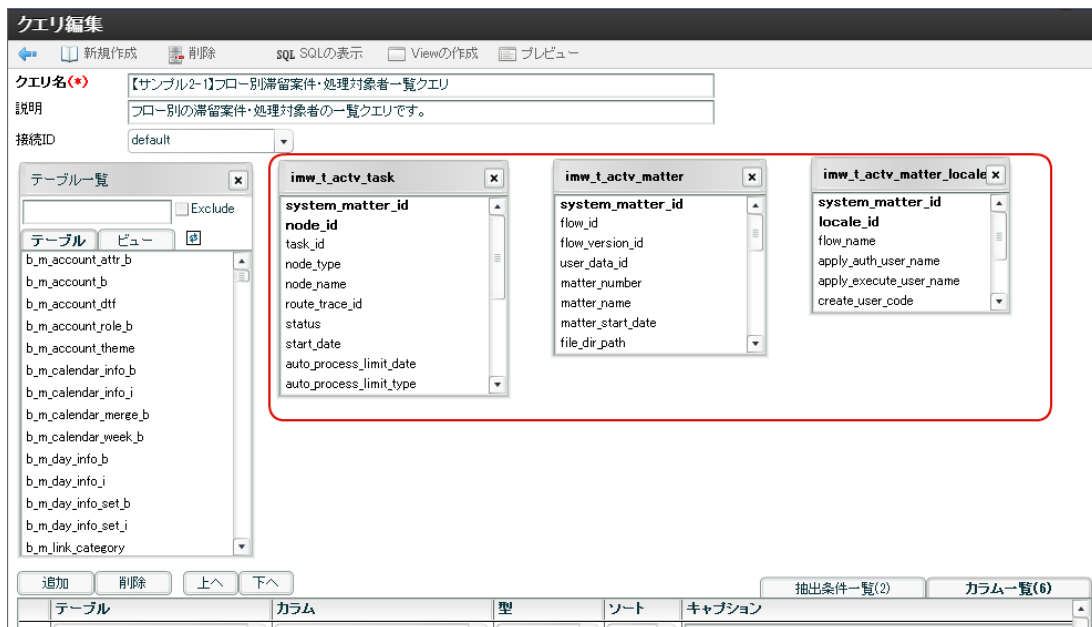 クエリ編集
新規作成 削除 SQL SQLの表示 Viewの作成 プレビュー
クエリ名(*) 【サンプル2-1】フロー別滞留案件・処理対象者一覧クエリ
説明 フロー別の滞留案件・処理対象者の一覧クエリです。
接続ID default
テーブル一覧
Exclude
テーブル ビュー
b_m_account_attr_b
b_m_account_b
b_m_account_dtf
b_m_account_role_b
b_m_account_theme
b_m_calendar_info_b
b_m_calendar_info_i
b_m_calendar_merge_b
b_m_calendar_week_b
b_m_day_info_b
b_m_day_info_i
b_m_day_info_set_b
b_m_day_info_set_i
b_m_link_category
imw_t_actv_task
system_matter_id
node_id
task_id
node_type
node_name
route_trace_id
status
start_date
auto_process_limit_date
auto_process_limit_type
imw_t_actv_matter
system_matter_id
flow_id
flow_version_id
user_data_id
matter_number
matter_name
matter_start_date
file_dir_path
imw_t_actv_matter_locale
system_matter_id
locale_id
flow_name
apply_auth_user_name
apply_execute_user_name
create_user_code
追加 削除 上へ 下へ 抽出条件一覧(2) カラム一覧(6)
テーブル カラム 型 ソート キャプション